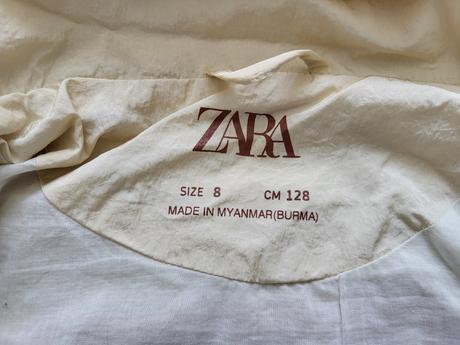 ZARA
SIZE 8 CM 128
MADE IN MYANMAR(BURMA)